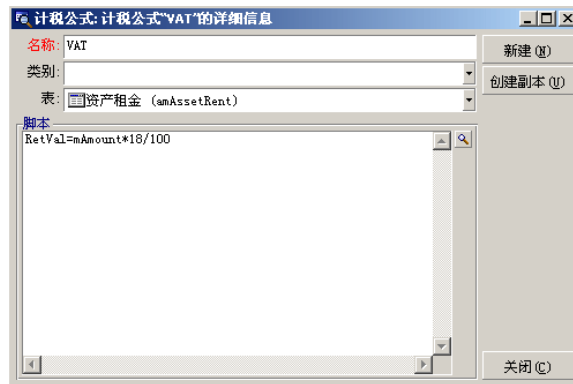 计税公式: 计税公式"VAT"的详细信息
名称: VAT
新建(N)
类别:
创建副本(U)
表: 资产租金 (amAssetRent)
脚本
RetVal=mAmount*18/100
关闭(C)